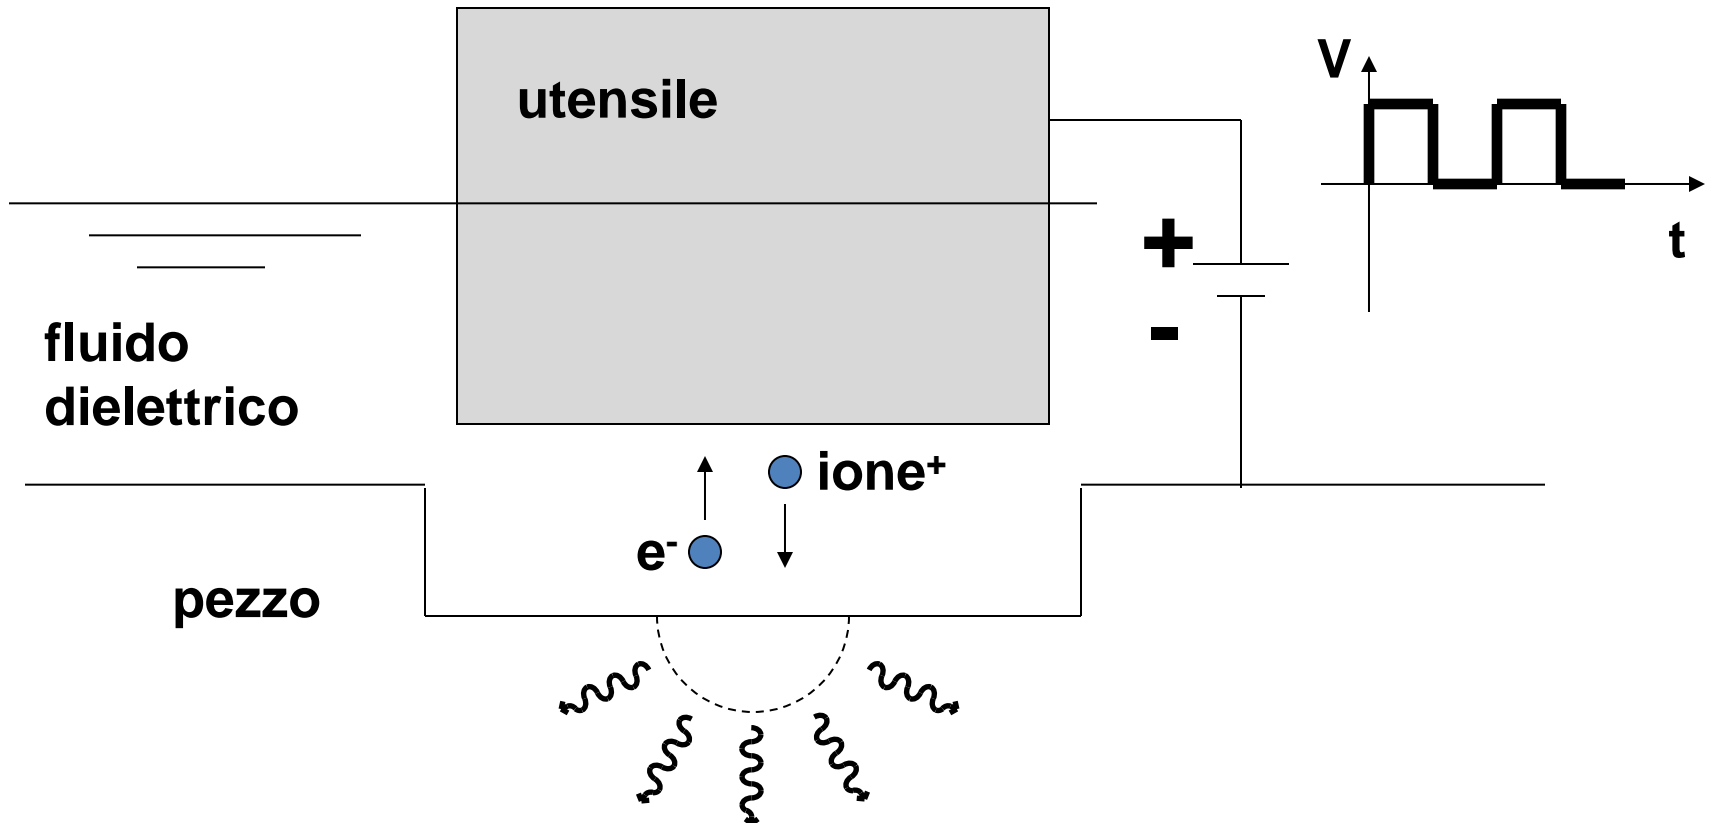 utensile
V
+
-
t
fluido
dielettrico
ione⁺
e⁻
pezzo